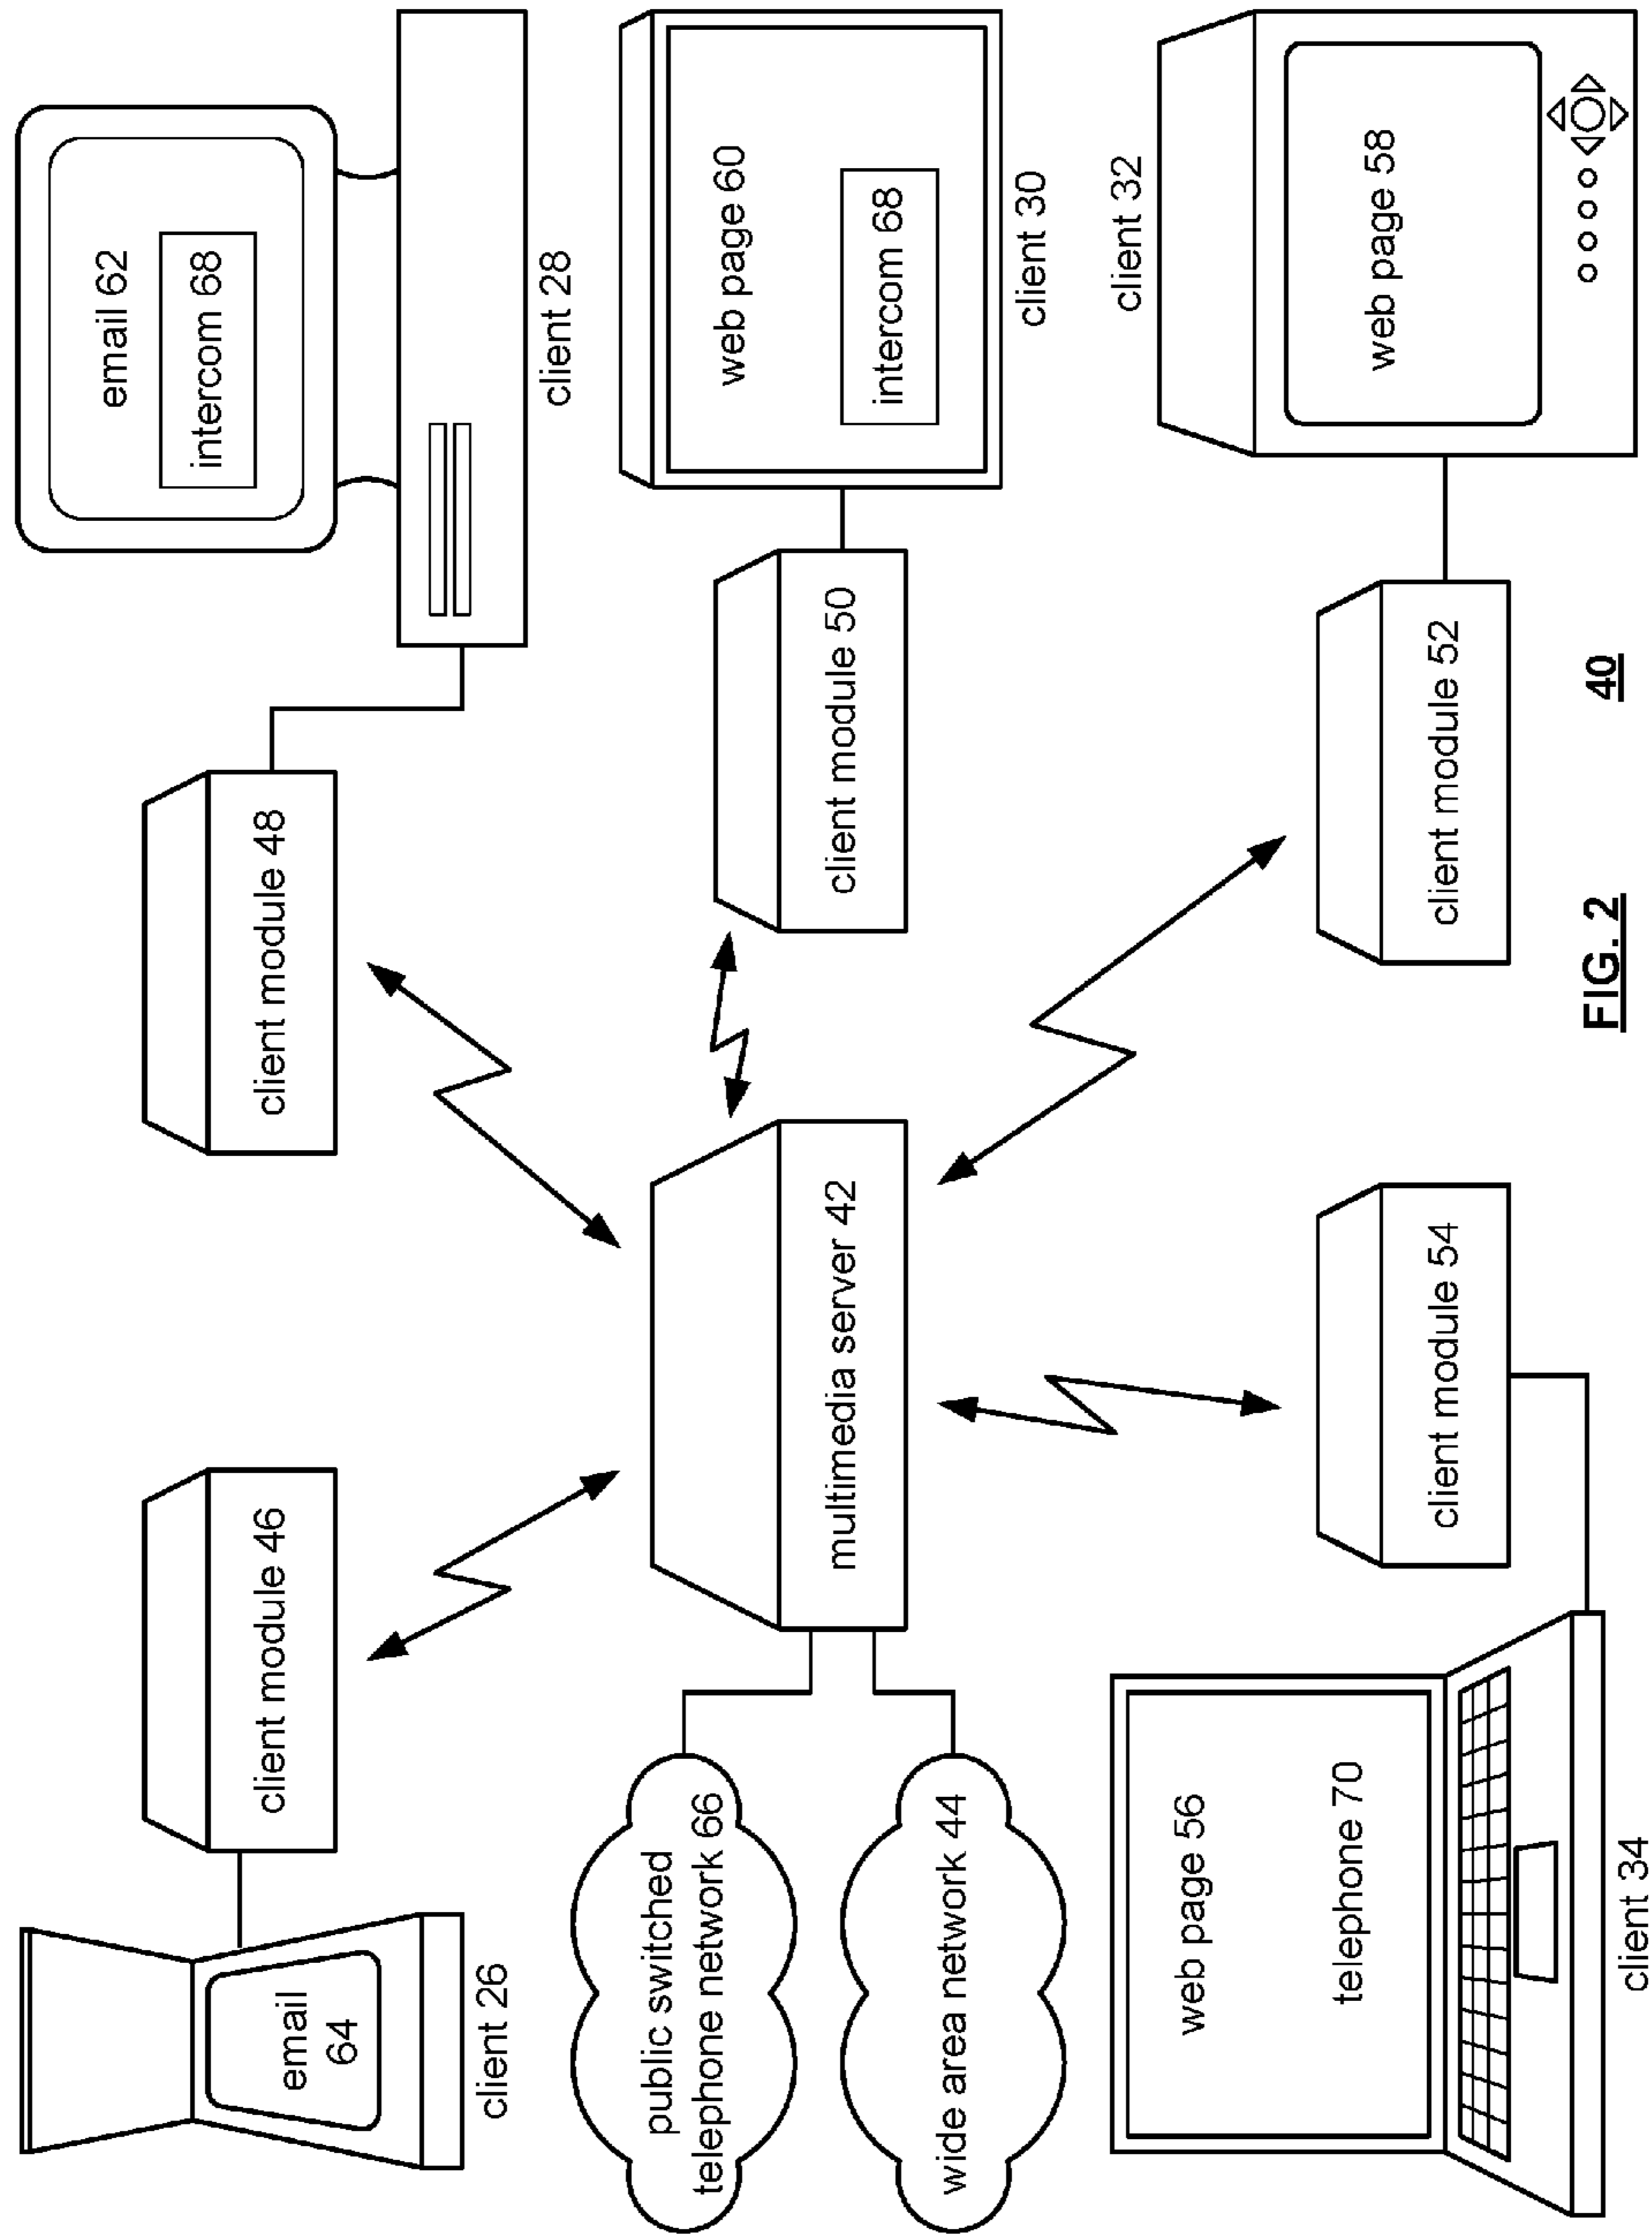 email
64
client 26
client module 46
client module 48
email 62
intercom 68
client 28
public switched
telephone network 66
wide area network 44
multimedia server 42
client module 50
web page 60
intercom 68
client 30
web page 56
telephone 70
client 34
client module 54
client module 52
client 32
web page 58
FIG. 2
40